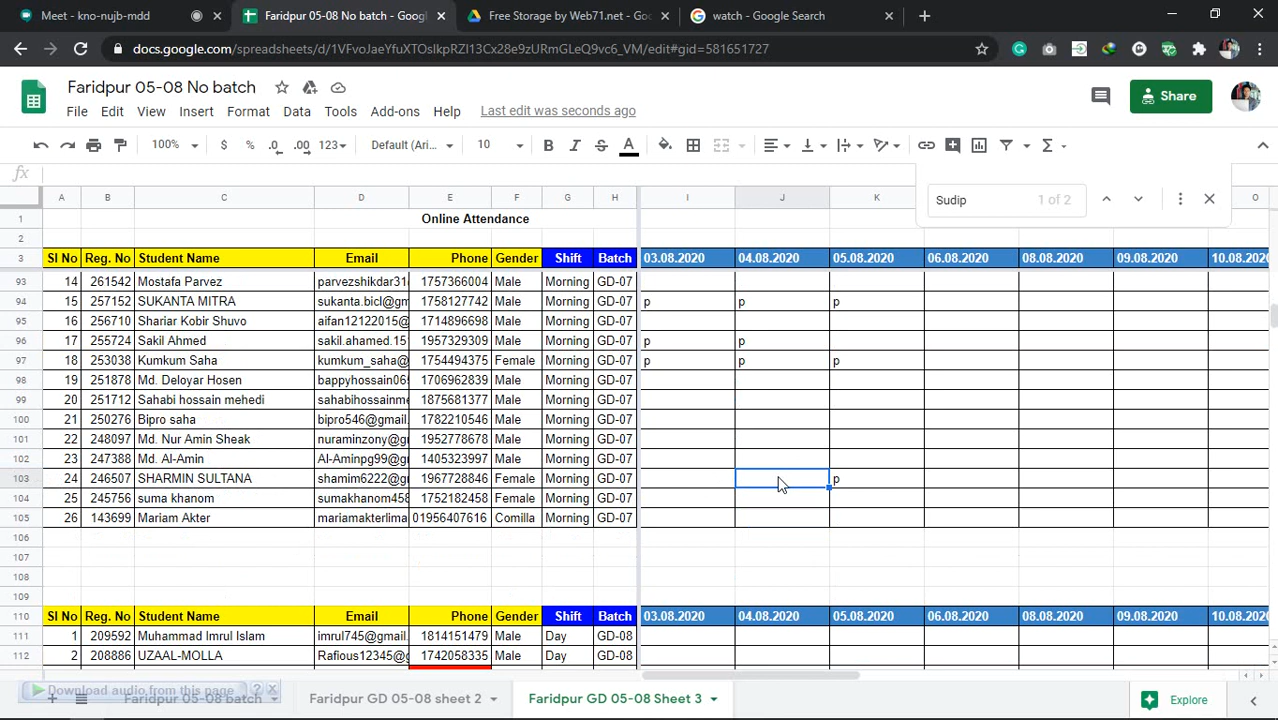 Meet - kno-nujb-mdd
Faridpur 05-08 No batch - Goog
Free Storage by Web71.net - Goo
watch - Google Search
docs.google.com/spreadsheets/d/1VFvoJaeYfuXTOslkpRZI13Cx28e9zURmGLeQ9vc6_VM/edit#gid=581651727
Faridpur 05-08 No batch
Share
File Edit View Insert Format Data Tools Add-ons Help Last edit was seconds ago
100% $ % .0 .00 123 Default (Ari... 10 B I S A
fx
Sudip 1 of 2
A B C D E F G H I J K O
1 Online Attendance
2
3 Sl No Reg. No Student Name Email Phone Gender Shift Batch 03.08.2020 04.08.2020 05.08.2020 06.08.2020 08.08.2020 09.08.2020 10.08.2020
93 14 261542 Mostafa Parvez parvezshikdar31 1757366004 Male Morning GD-07
94 15 257152 SUKANTA MITRA sukanta.bicl@gm 1758127742 Male Morning GD-07 p p p
95 16 256710 Shariar Kobir Shuvo aifan12122015@ 1714896698 Male Morning GD-07
96 17 255724 Sakil Ahmed sakil.ahamed.15 1957329309 Male Morning GD-07 p p
97 18 253038 Kumkum Saha kumkum_saha@ 1754494375 Female Morning GD-07 p p p
98 19 251878 Md. Deloyar Hosen bappyhossain069 1706962839 Male Morning GD-07
99 20 251712 Sahabi hossain mehedi sahabihossainme 1875681377 Male Morning GD-07
100 21 250276 Bipro saha bipro546@gmail. 1782210546 Male Morning GD-07
101 22 248097 Md. Nur Amin Sheak nuraminzony@gr 1952778678 Male Morning GD-07
102 23 247388 Md. Al-Amin Al-Aminpg99@g 1405323997 Male Morning GD-07
103 24 246507 SHARMIN SULTANA shamim6222@g 1967728846 Female Morning GD-07 p
104 25 245756 suma khanom sumakhanom458 1752182458 Female Morning GD-07
105 26 143699 Mariam Akter mariamakterlima 01956407616 Comilla Morning GD-07
106
107
108
109
110 Sl No Reg. No Student Name Email Phone Gender Shift Batch 03.08.2020 04.08.2020 05.08.2020 06.08.2020 08.08.2020 09.08.2020 10.08.2020
111 1 209592 Muhammad Imrul Islam imrul745@gmail. 1814151479 Male Day GD-08
112 2 208886 UZAAL-MOLLA Rafious12345@g 1742058335 Male Day GD-08
Download audio from this page ? ×
Faridpur 05-08 batch Faridpur GD 05-08 sheet 2 Faridpur GD 05-08 Sheet 3 Explore